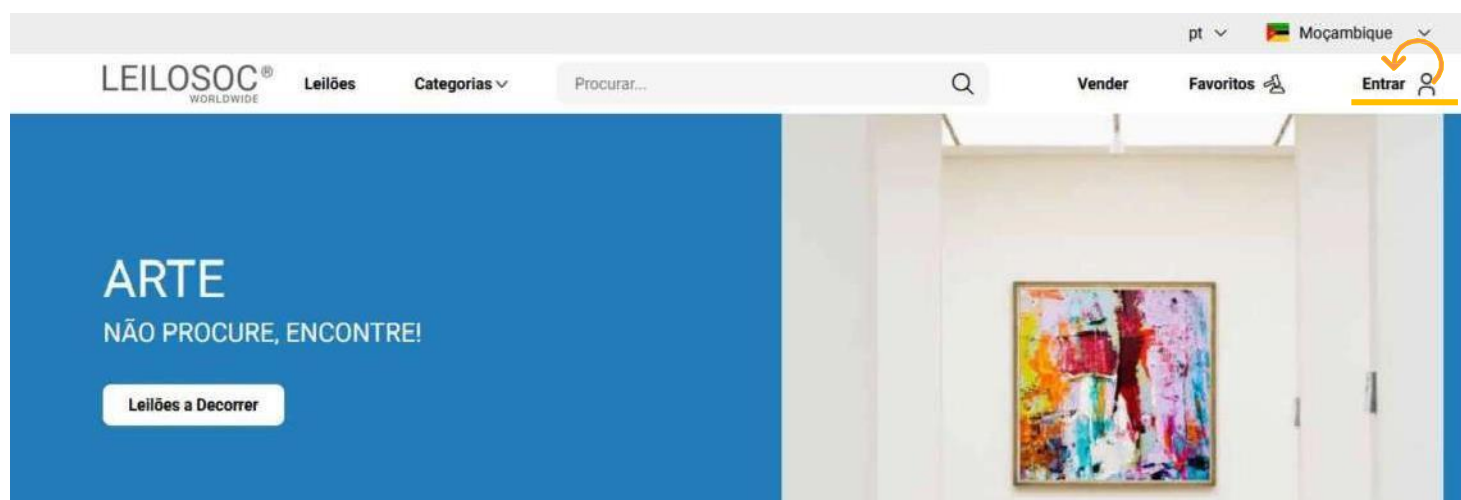 pt Moçambique
LEILOSOC®
WORLDWIDE
Leilões Categorias Procurar... Vender Favoritos Entrar
ARTE
NÃO PROCURE, ENCONTRE!
Leilões a Decorrer